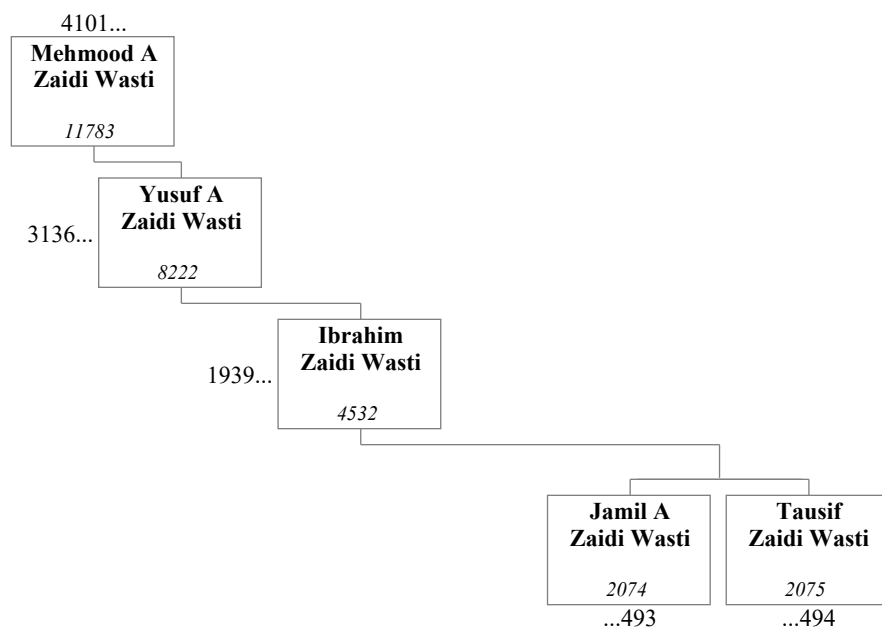 4101...
Mehmood A
Zaidi Wasti
11783
Yusuf A
Zaidi Wasti
3136...
8222
Ibrahim
Zaidi Wasti
1939...
4532
Jamil A
Zaidi Wasti
2074
...493
Tausif
Zaidi Wasti
2075
...494